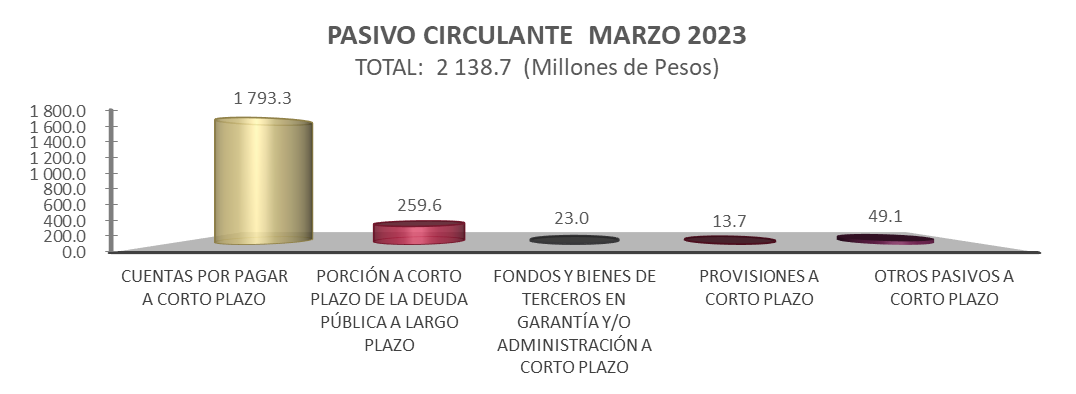 PASIVO CIRCULANTE  MARZO 2023
TOTAL:  2 138.7  (Millones de Pesos)
1 793.3
1 800.0
1 600.0
1 400.0
1 200.0
1 000.0
800.0
600.0
400.0
200.0
0.0
259.6
23.0
13.7
49.1
CUENTAS POR PAGAR
A CORTO PLAZO
PORCIÓN A CORTO
PLAZO DE LA DEUDA
PÚBLICA A LARGO
PLAZO
FONDOS Y BIENES DE
TERCEROS EN
GARANTÍA Y/O
ADMINISTRACIÓN A
CORTO PLAZO
PROVISIONES A
CORTO PLAZO
OTROS PASIVOS A
CORTO PLAZO